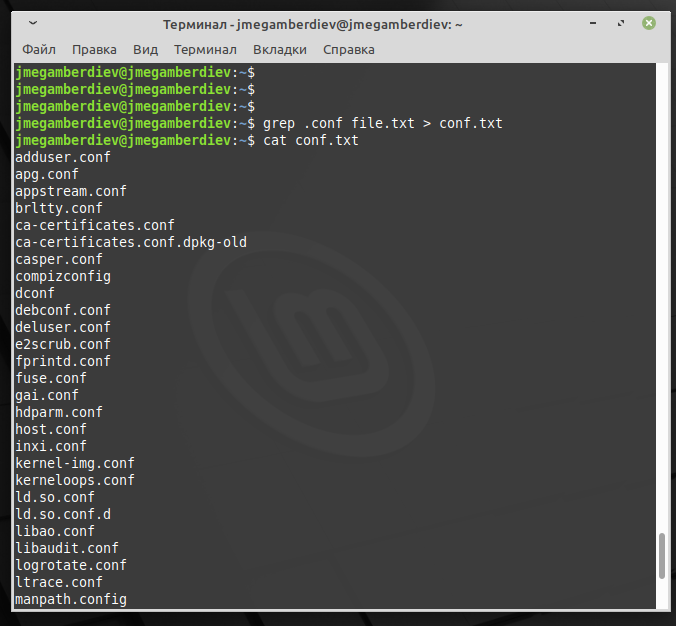 Терминал - jmegamberdiev@jmegamberdiev: ~
Файл Правка Вид Терминал Вкладки Справка
jmegamberdiev@jmegamberdiev:~$
jmegamberdiev@jmegamberdiev:~$
jmegamberdiev@jmegamberdiev:~$
jmegamberdiev@jmegamberdiev:~$ grep .conf file.txt > conf.txt
jmegamberdiev@jmegamberdiev:~$ cat conf.txt
adduser.conf
apg.conf
appstream.conf
brltty.conf
ca-certificates.conf
ca-certificates.conf.dpkg-old
casper.conf
compizconfig
dconf
debconf.conf
deluser.conf
e2scrub.conf
fprintd.conf
fuse.conf
gai.conf
hdparm.conf
host.conf
inxi.conf
kernel-img.conf
kerneloops.conf
ld.so.conf
ld.so.conf.d
libao.conf
libaudit.conf
logrotate.conf
ltrace.conf
manpath.config